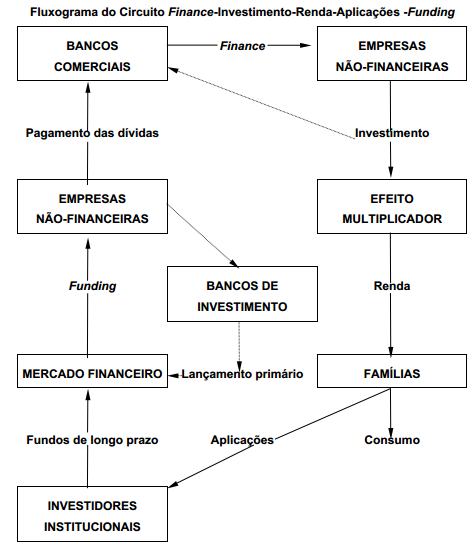 Fluxograma do Circuito Finance-Investimento-Renda-Aplicações -Funding
BANCOS
COMERCIAIS
Finance
EMPRESAS
NÃO-FINANCEIRAS
Pagamento das dívidas
Investimento
EMPRESAS
NÃO-FINANCEIRAS
EFEITO
MULTIPLICADOR
Funding
BANCOS DE
INVESTIMENTO
Renda
MERCADO FINANCEIRO
Lançamento primário
FAMÍLIAS
Fundos de longo prazo
Aplicações
Consumo
INVESTIDORES
INSTITUCIONAIS